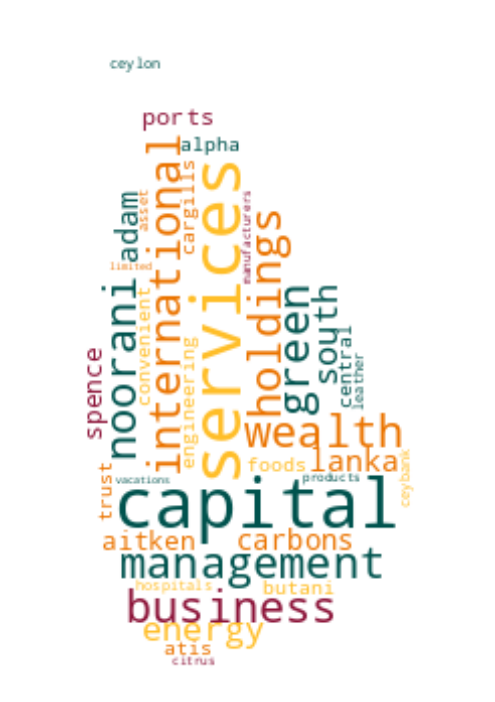 ceylon
ports
alpha
international
services
cargills
asset
adam
manufacturers
limited
holdings
noorani
convenient
green
south
central
leather
engineering
spence
wealth
lanka
foods
ceybank
trust
vacations
products
capital
aitken
carbons
management
hospitals
butani
business
energy
atis
citrus